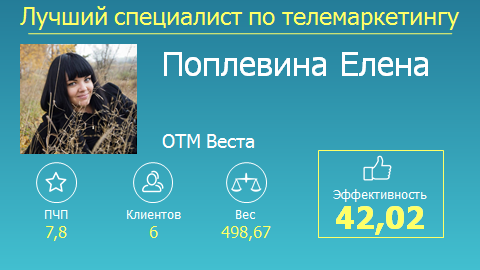 Лучший специалист по телемаркетингу
Поплевина Елена
ОТМ Веста
ПЧП
7,8
Клиентов
6
Вес
498,67
Эффективность
42,02